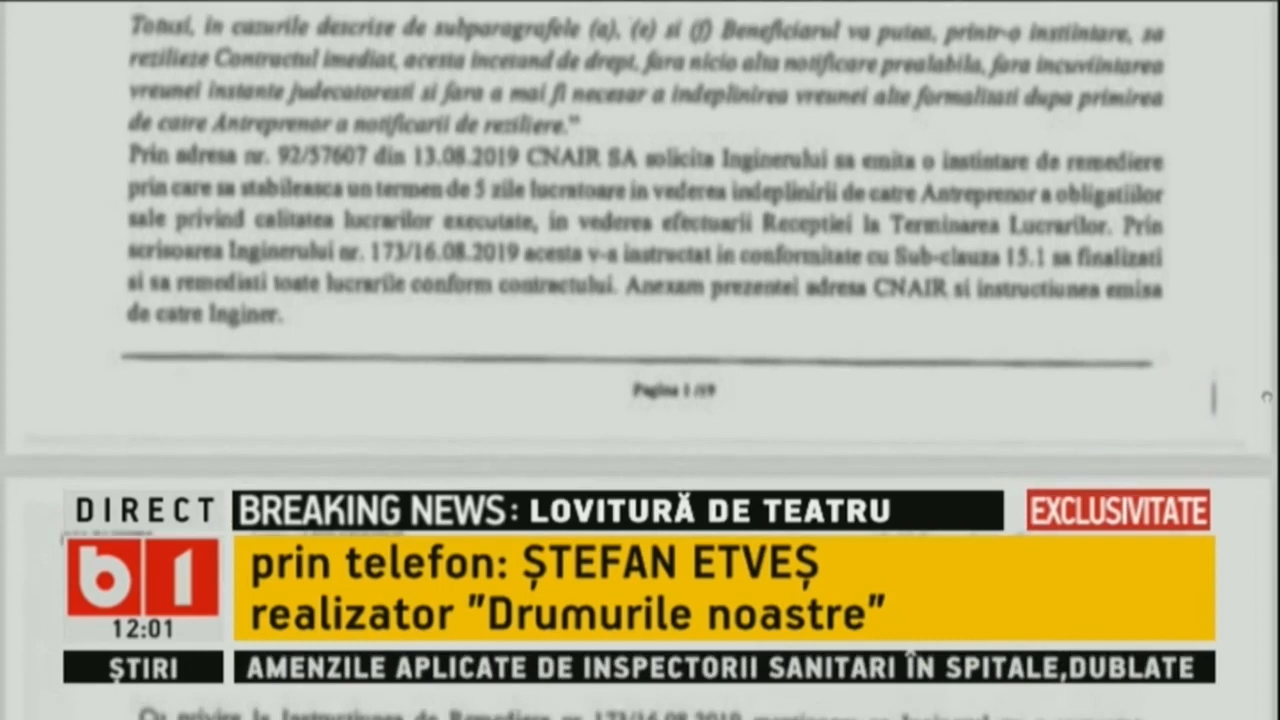 Totusi, in cazurile descrise de subparagrafele (a), (e) si (f) Beneficiarul va putea, printr-o instiintare, sa
rezilieze Contractul imediat, acesta incetand de drept, fara nicio alta notificare prealabila, fara incuviintarea
vreunei instante judecatoresti si fara a mai fi necesar a indeplinirea vreunei alte formalitati dupa primirea
de catre Antreprenor a notificarii de reziliere."
Prin adresa nr. 92/57607 din 13.08.2019 CNAIR SA solicita Inginerului sa emita o instintare de remediere
prin care sa stabileasca un termen de 5 zile lucratoare in vederea indeplinirii de catre Antreprenor a obligatiilor
sale privind calitatea lucrarilor executate, in vederea efectuarii Receptiei la Terminarea Lucrarilor. Prin
scrisoarea Inginerului nr. 173/16.08.2019 acesta v-a instructat in conformitate cu Sub-clauza 15.1 sa finalizati
si sa remediati toate lucrarile conform contractului. Anexam prezentei adresa CNAIR si instructiunea emisa
de catre Inginer.
Pagina 1 /19
DIRECT BREAKING NEWS: LOVITURĂ DE TEATRU EXCLUSIVITATE
b1 prin telefon: ȘTEFAN ETVEȘ
realizator "Drumurile noastre"
12:01
ȘTIRI AMENZILE APLICATE DE INSPECTORII SANITARI ÎN SPITALE,DUBLATE